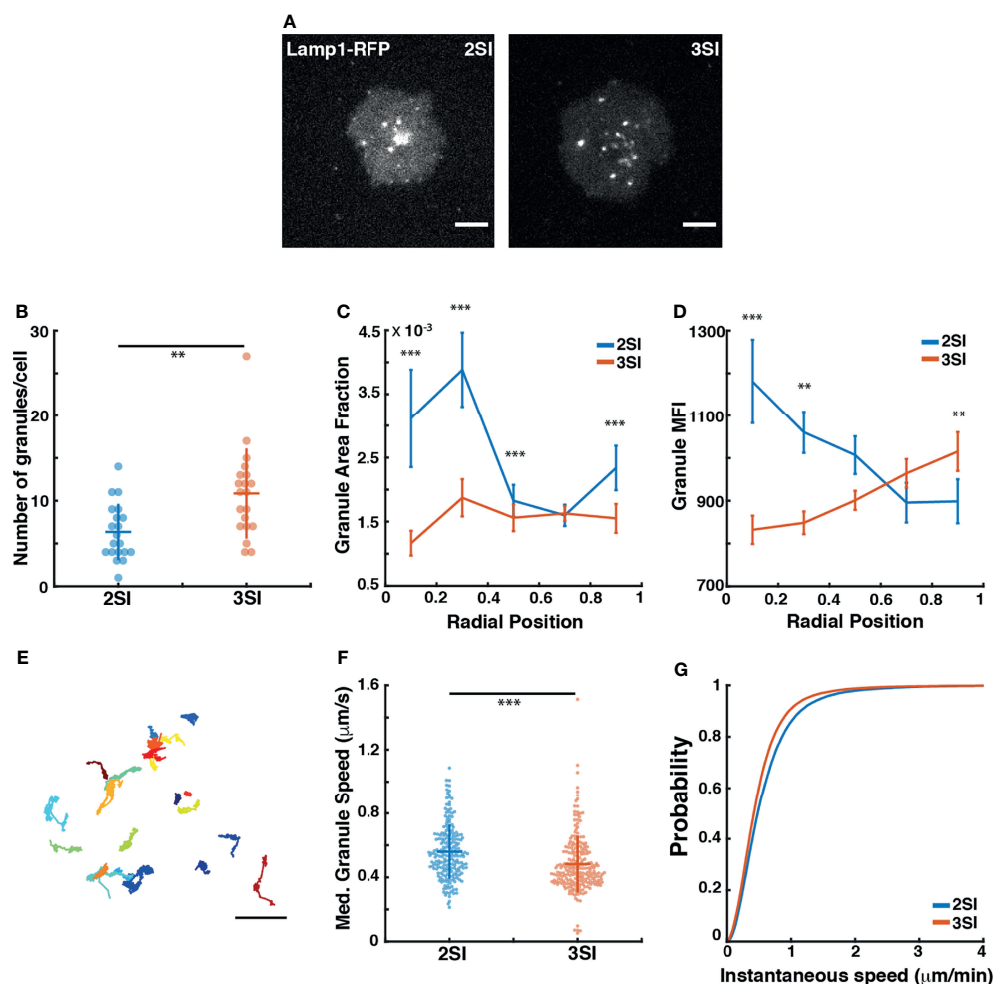 A
Lamp1-RFP 2SI
3SI
B
Number of granules/cell
30
20
10
0
**
2SI 3SI
C
Granule Area Fraction
4.5 x 10⁻³
3.5
2.5
1.5
0.5
***
***
***
***
2SI
3SI
0 0.2 0.4 0.6 0.8 1
Radial Position
D
Granule MFI
1300
1100
900
700
***
**
**
2SI
3SI
0 0.2 0.4 0.6 0.8 1
Radial Position
E
F
Med. Granule Speed (μm/s)
1.6
1.2
0.8
0.4
0
***
2SI 3SI
G
Probability
1
0.8
0.6
0.4
0.2
0
2SI
3SI
0 1 2 3 4
Instantaneous speed (μm/min)